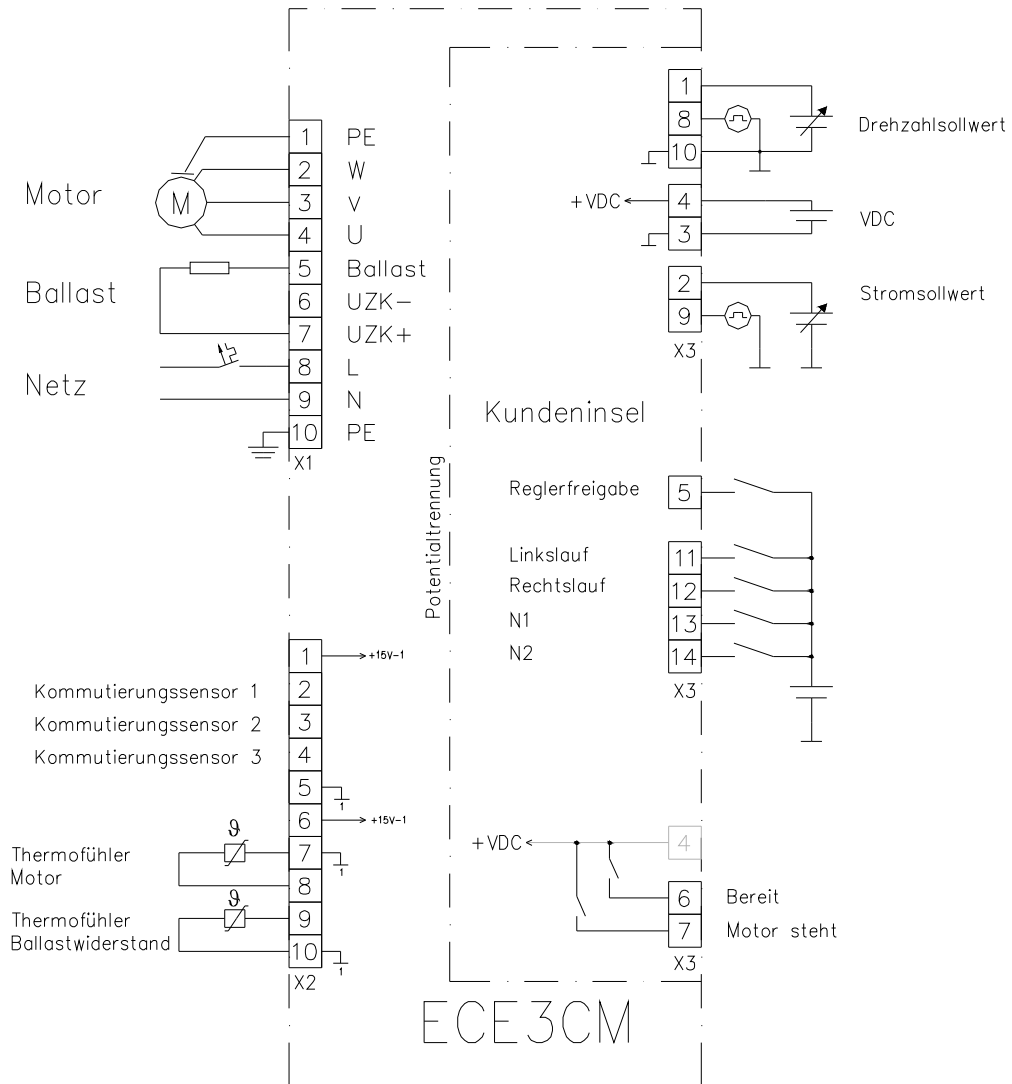 Motor
M
1 PE
2 W
3 V
4 U
Ballast
5 Ballast
6 UZK-
7 UZK+
Netz
8 L
9 N
10 PE
X1
1
8
10
Drehzahlsollwert
+VDC
4
3
VDC
2
9
Stromsollwert
X3
Kundeninsel
Potentialtrennung
Reglerfreigabe 5
Linkslauf 11
Rechtslauf 12
N1 13
N2 14
X3
1 +15V-1
Kommutierungssensor 1 2
Kommutierungssensor 2 3
Kommutierungssensor 3 4
5 1
6 +15V-1
Thermofühler
Motor
ϑ
7 1
8
Thermofühler
Ballastwiderstand
ϑ
9
10 1
X2
+VDC 4
6 Bereit
7 Motor steht
X3
ECE3CM